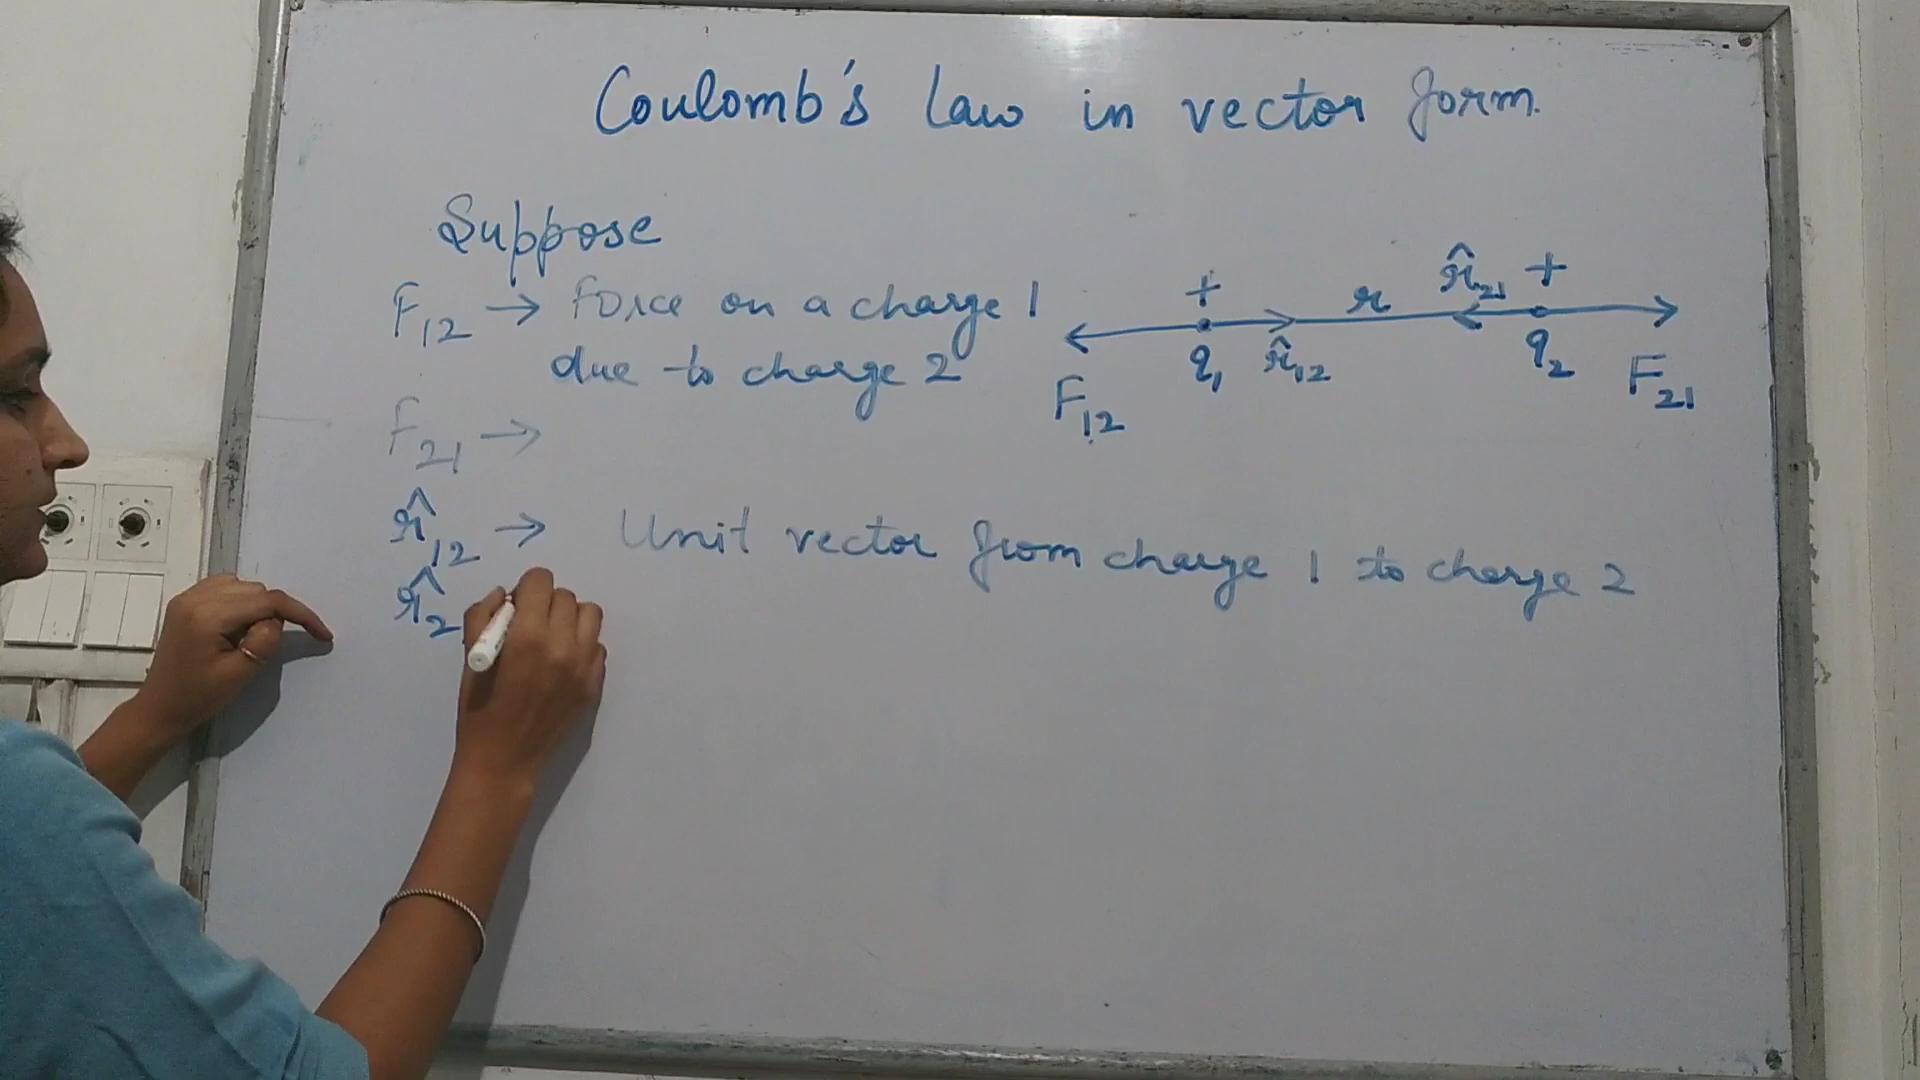 Coulomb's law in vector form.
Suppose
F₁₂ → Force on a charge 1
due to charge 2
F₂₁ →
r̂₁₂ → Unit vector from charge 1 to charge 2
r̂₂
+ r r̂₂₁ +
q₁ r̂₁₂ q₂
F₁₂ F₂₁